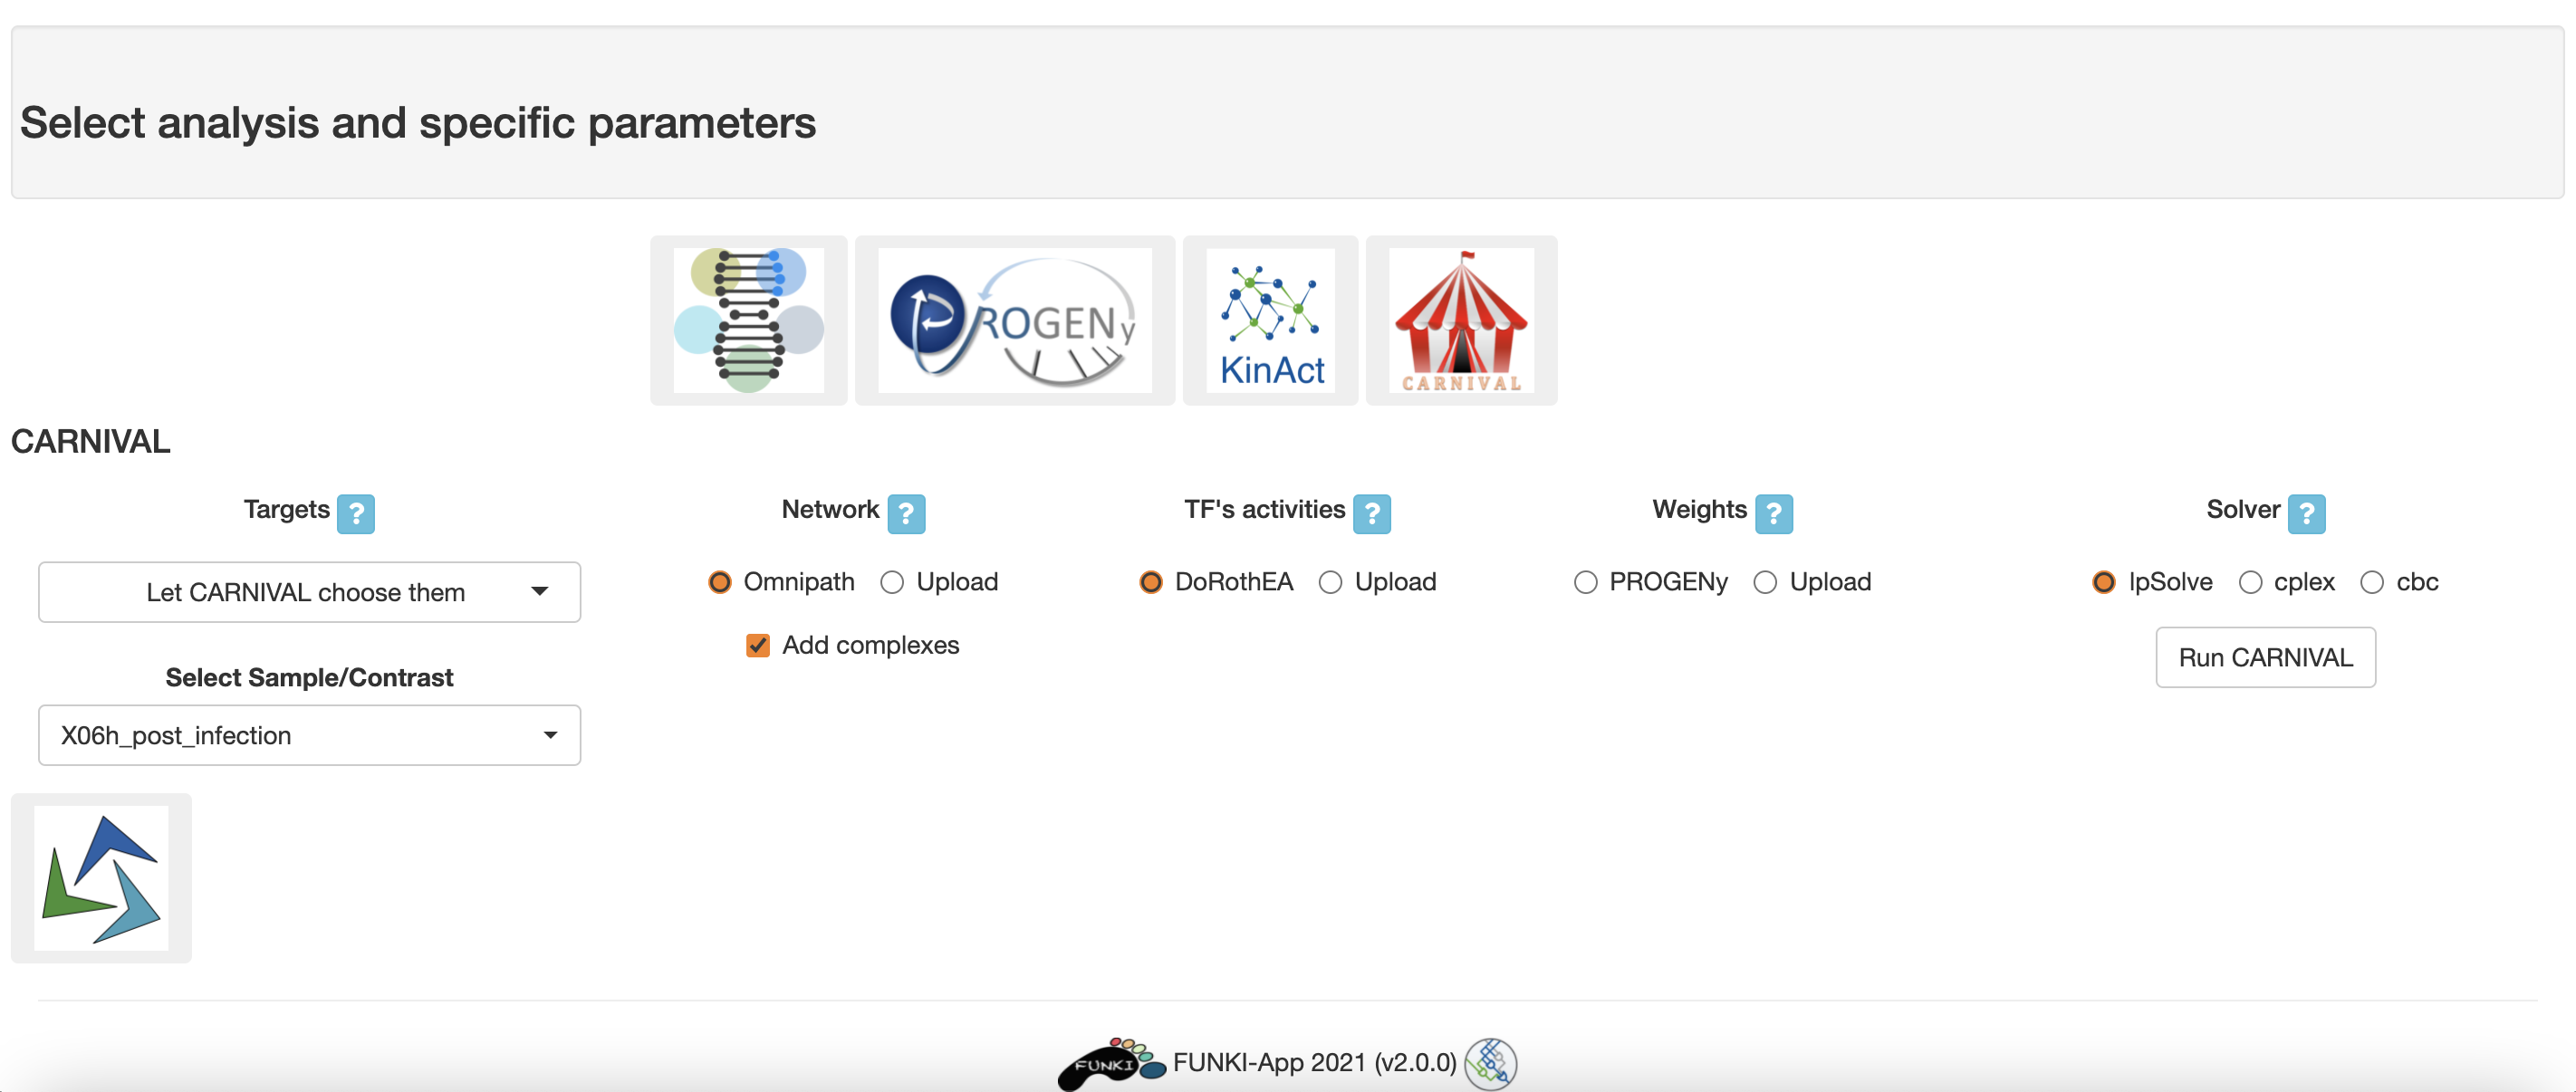 Select analysis and specific parameters
PROGENy
KinAct
CARNIVAL
CARNIVAL
Targets ? Network ? TF's activities ? Weights ? Solver ?
Let CARNIVAL choose them Omnipath Upload DoRothEA Upload PROGENy Upload lpSolve cplex cbc
Add complexes Run CARNIVAL
Select Sample/Contrast
X06h_post_infection
FUNKI FUNKI-App 2021 (v2.0.0)